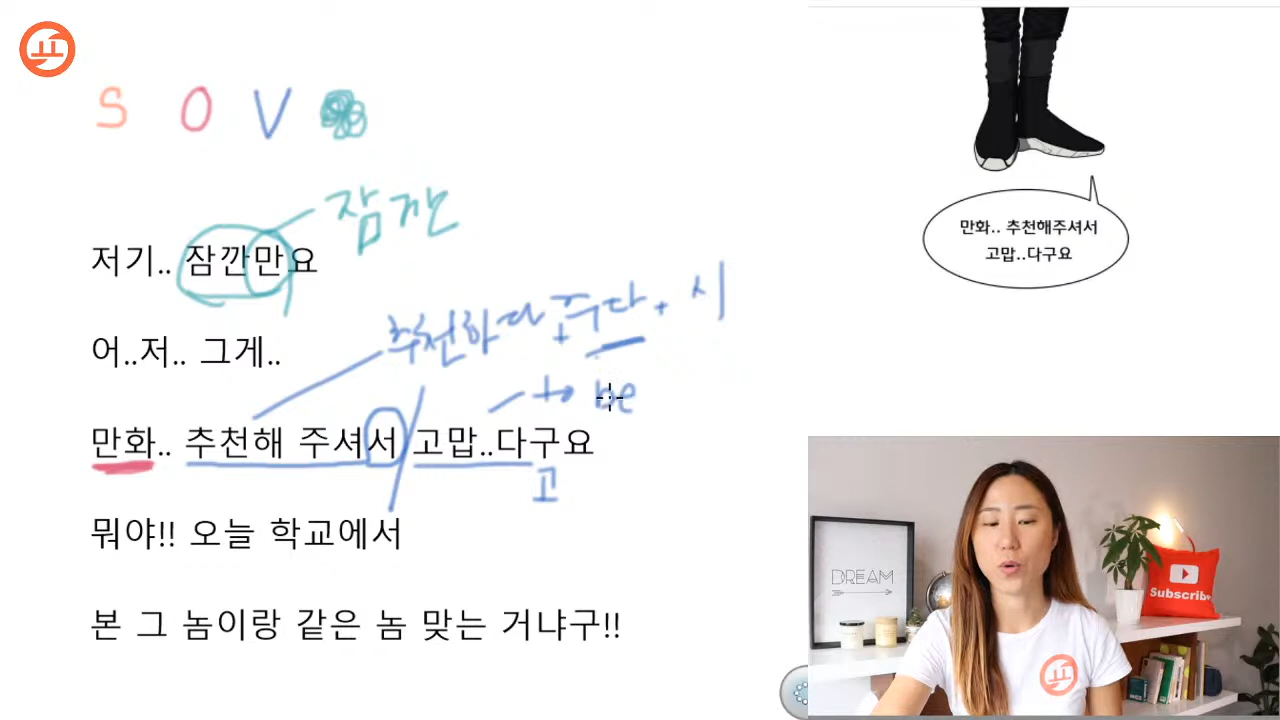 S O V
잠깐
저기.. 잠깐만요
추천하다 + 주다 + 시
어..저.. 그게..
to be
만화.. 추천해 주셔서 고맙..다구요
고
뭐야!! 오늘 학교에서
본 그 놈이랑 같은 놈 맞는 거냐구!!
만화.. 추천해주셔서
고맙..다구요
DREAM
Subscribe